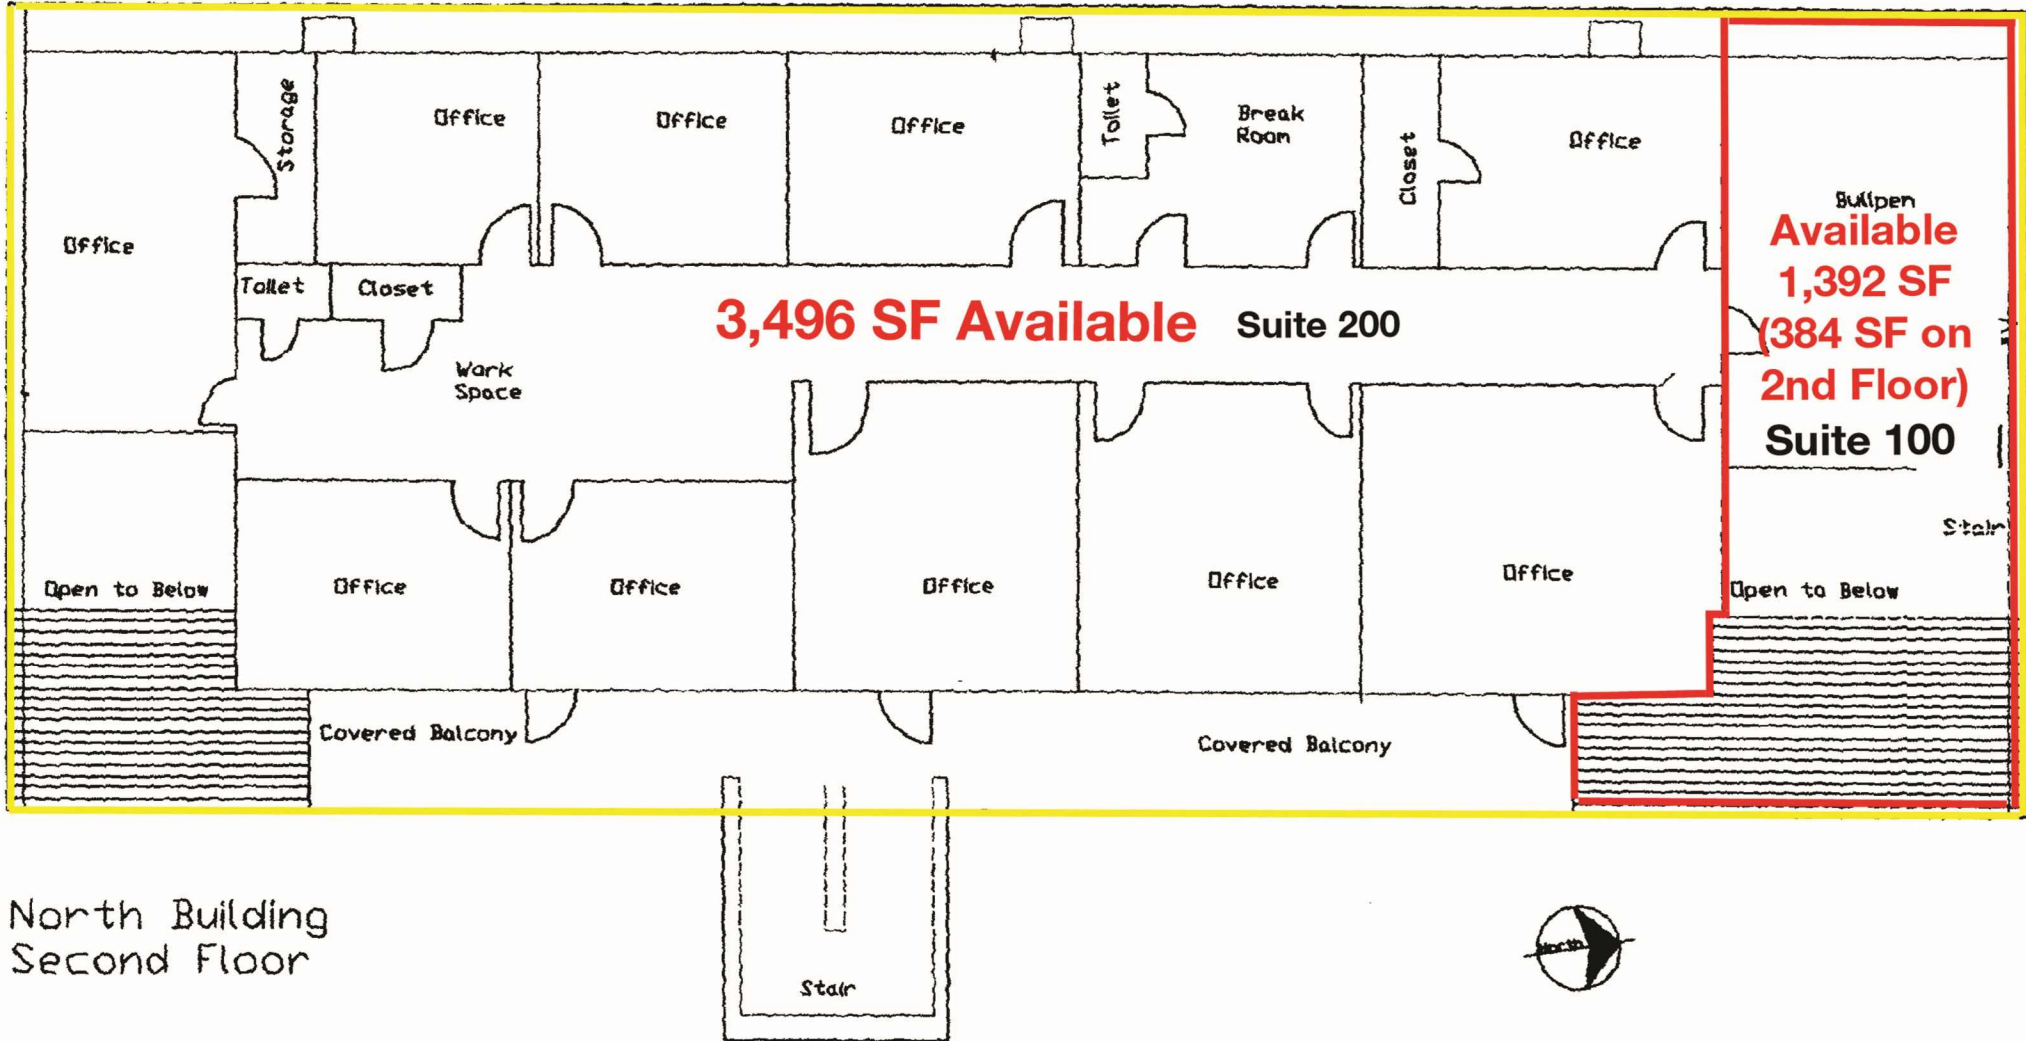 Storage
Office
Office
Office
Toilet
Break
Room
Closet
Office
Bullpen
Available
1,392 SF
(384 SF on
2nd Floor)
Suite 100
Office
Toilet
Closet
3,496 SF Available
Suite 200
Work
Space
Stair
Open to Below
Office
Office
Office
Office
Office
Open to Below
Covered Balcony
Covered Balcony
North Building
Second Floor
Stair
North